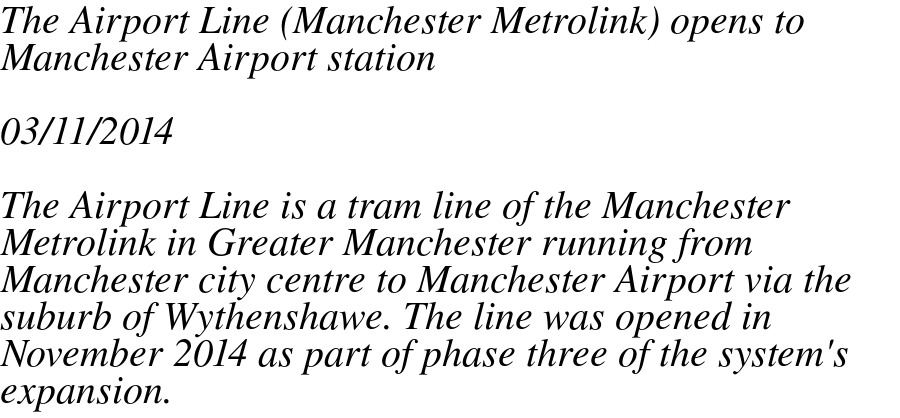 The Airport Line (Manchester Metrolink) opens to
Manchester Airport station
03/11/2014
The Airport Line is a tram line of the Manchester
Metrolink in Greater Manchester running from
Manchester city centre to Manchester Airport via the
suburb of Wythenshawe. The line was opened in
November 2014 as part of phase three of the system's
expansion.